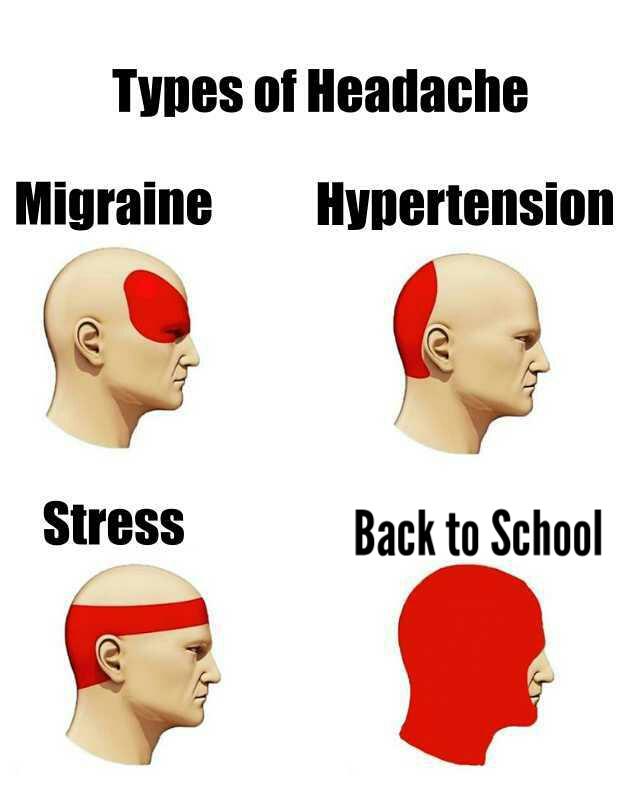 Types of Headache
Migraine
Hypertension
Stress
Back to School